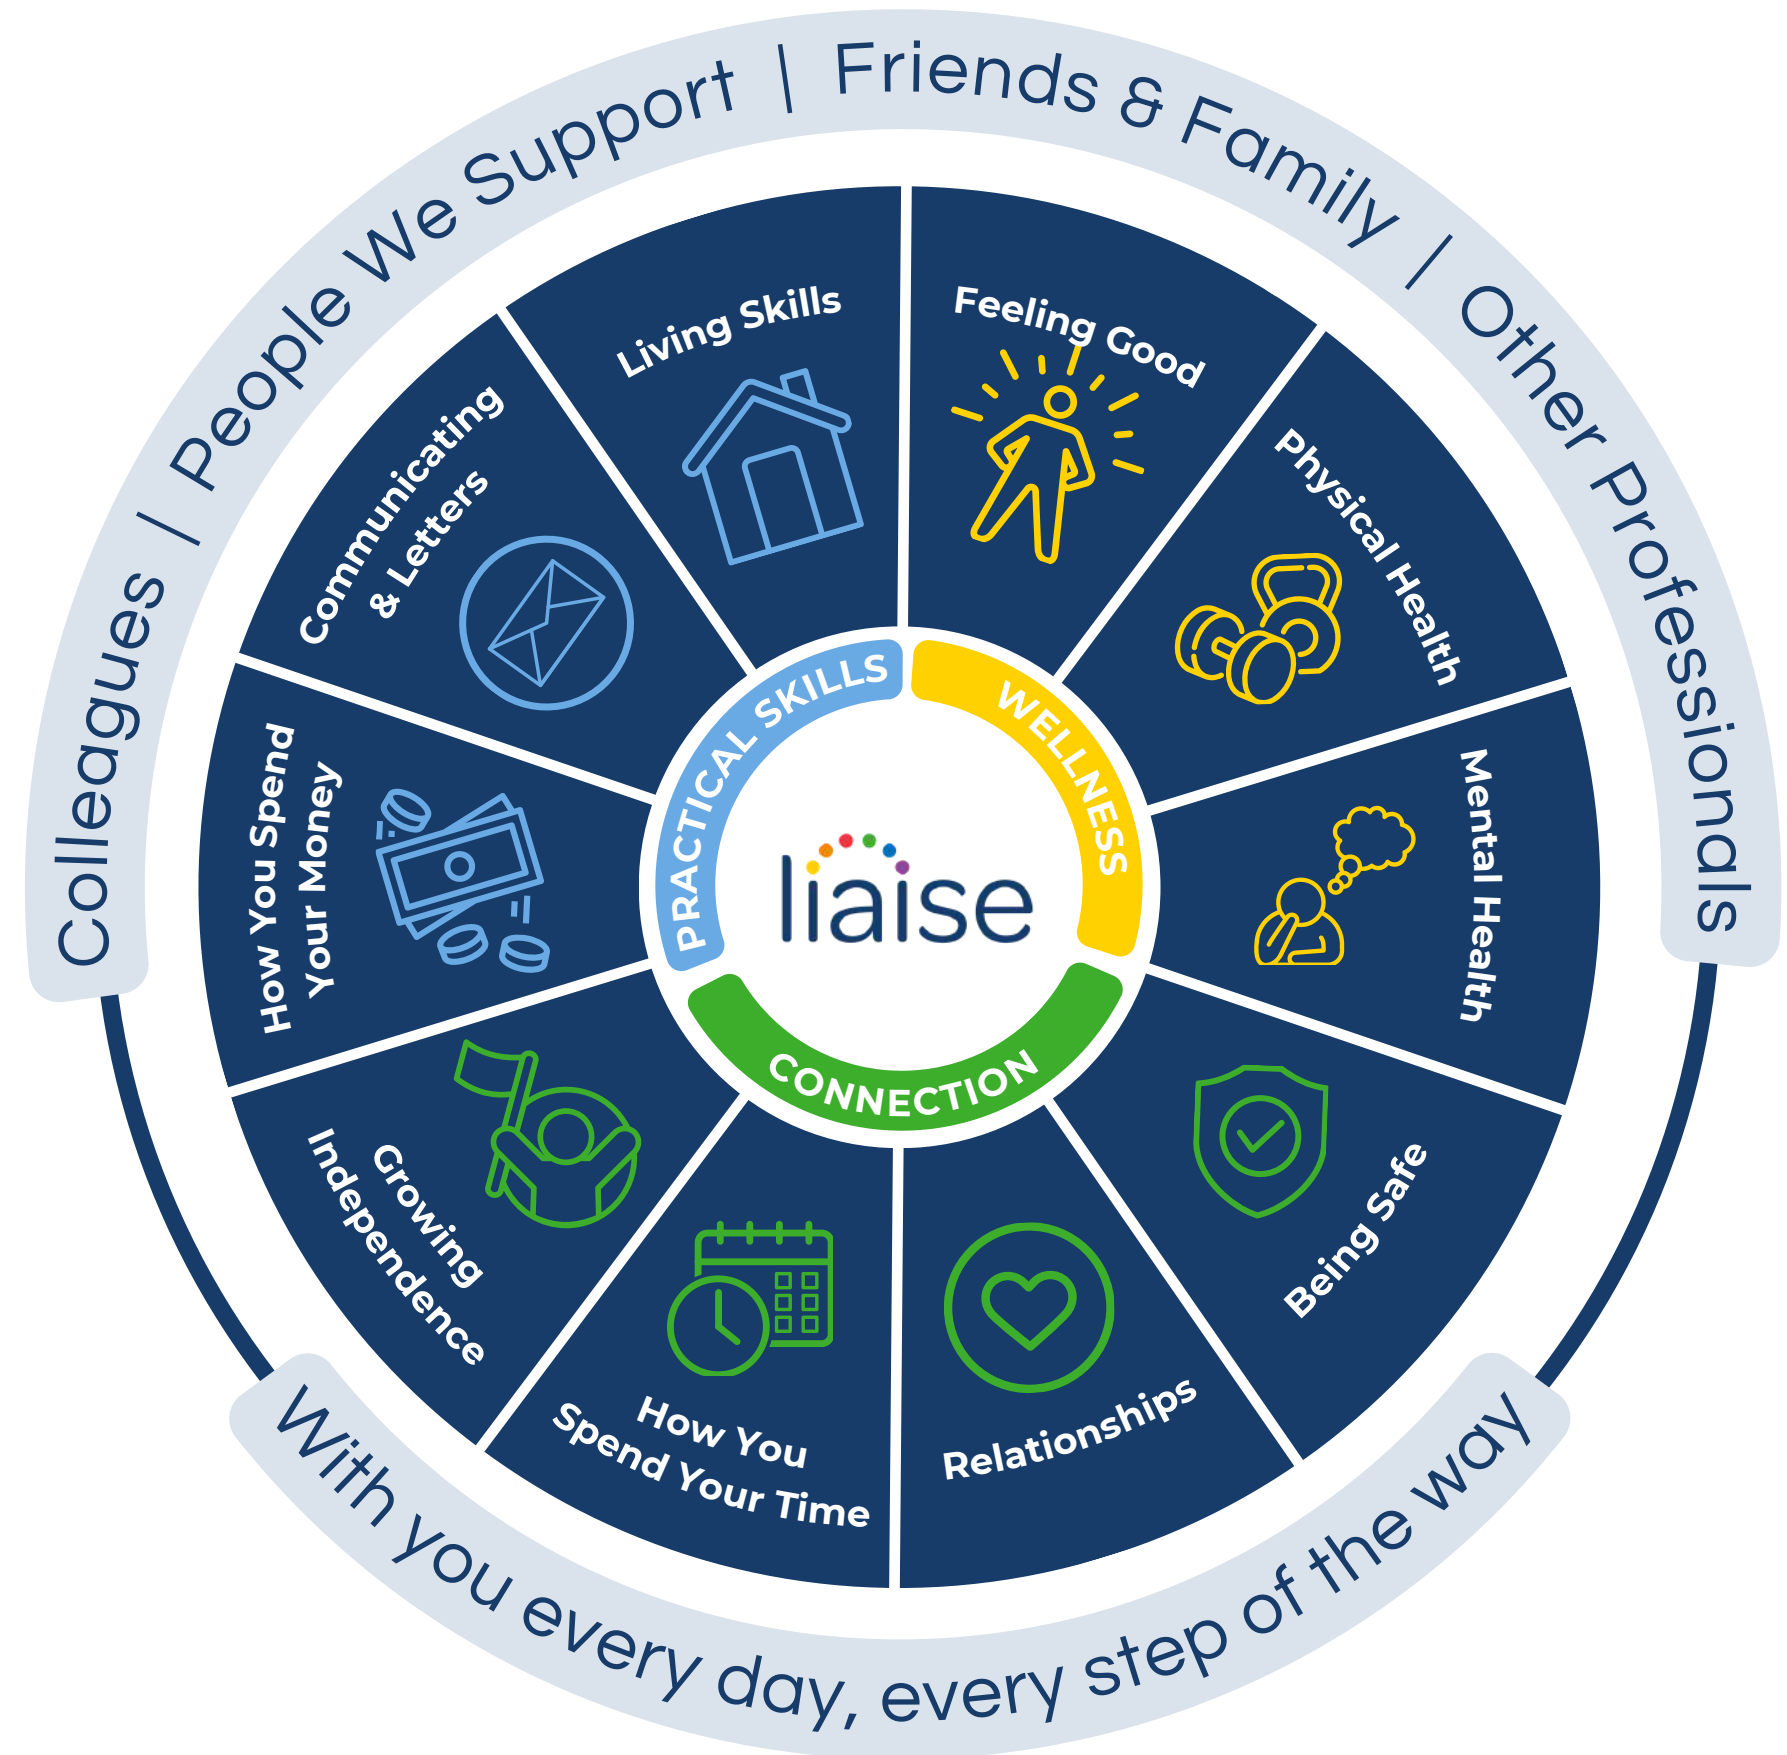 Colleagues | People We Support | Friends & Family | Other Professionals
Living Skills
Feeling Good
Physical Health
Mental Health
Being Safe
Relationships
How You
Spend Your Time
Growing
Independence
How You Spend
Your Money
Communicating
& Letters
PRACTICAL SKILLS
WELLNESS
CONNECTION
liaise
With you every day, every step of the way